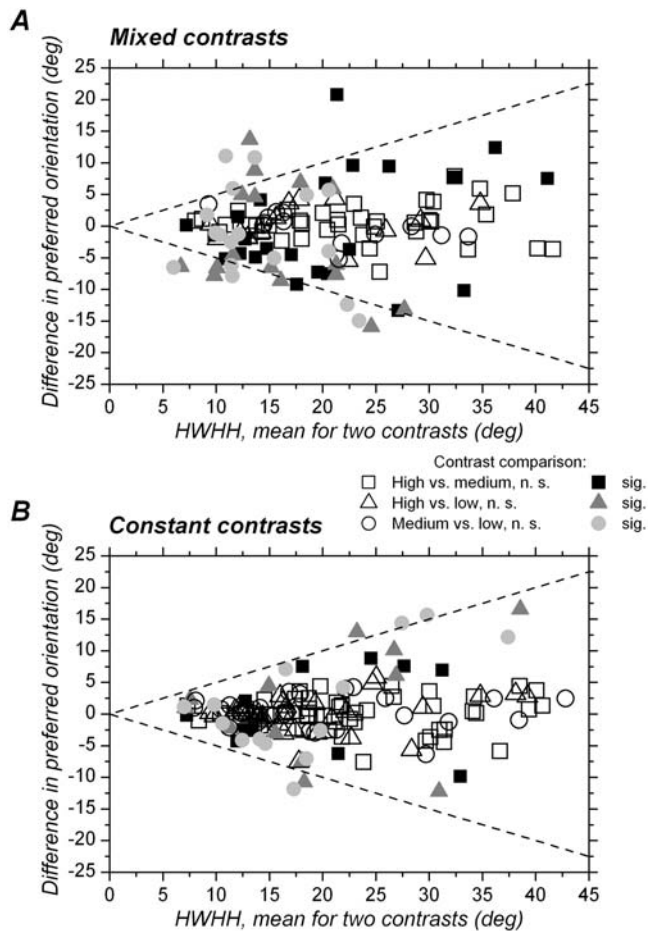 A
Mixed contrasts
Difference in preferred orientation (deg)
25
20
15
10
5
0
-5
-10
-15
-20
-25
0 5 10 15 20 25 30 35 40 45
HWHH, mean for two contrasts (deg)
Contrast comparison:
High vs. medium, n. s. sig.
High vs. low, n. s. sig.
Medium vs. low, n. s. sig.
B
Constant contrasts
Difference in preferred orientation (deg)
25
20
15
10
5
0
-5
-10
-15
-20
-25
0 5 10 15 20 25 30 35 40 45
HWHH, mean for two contrasts (deg)